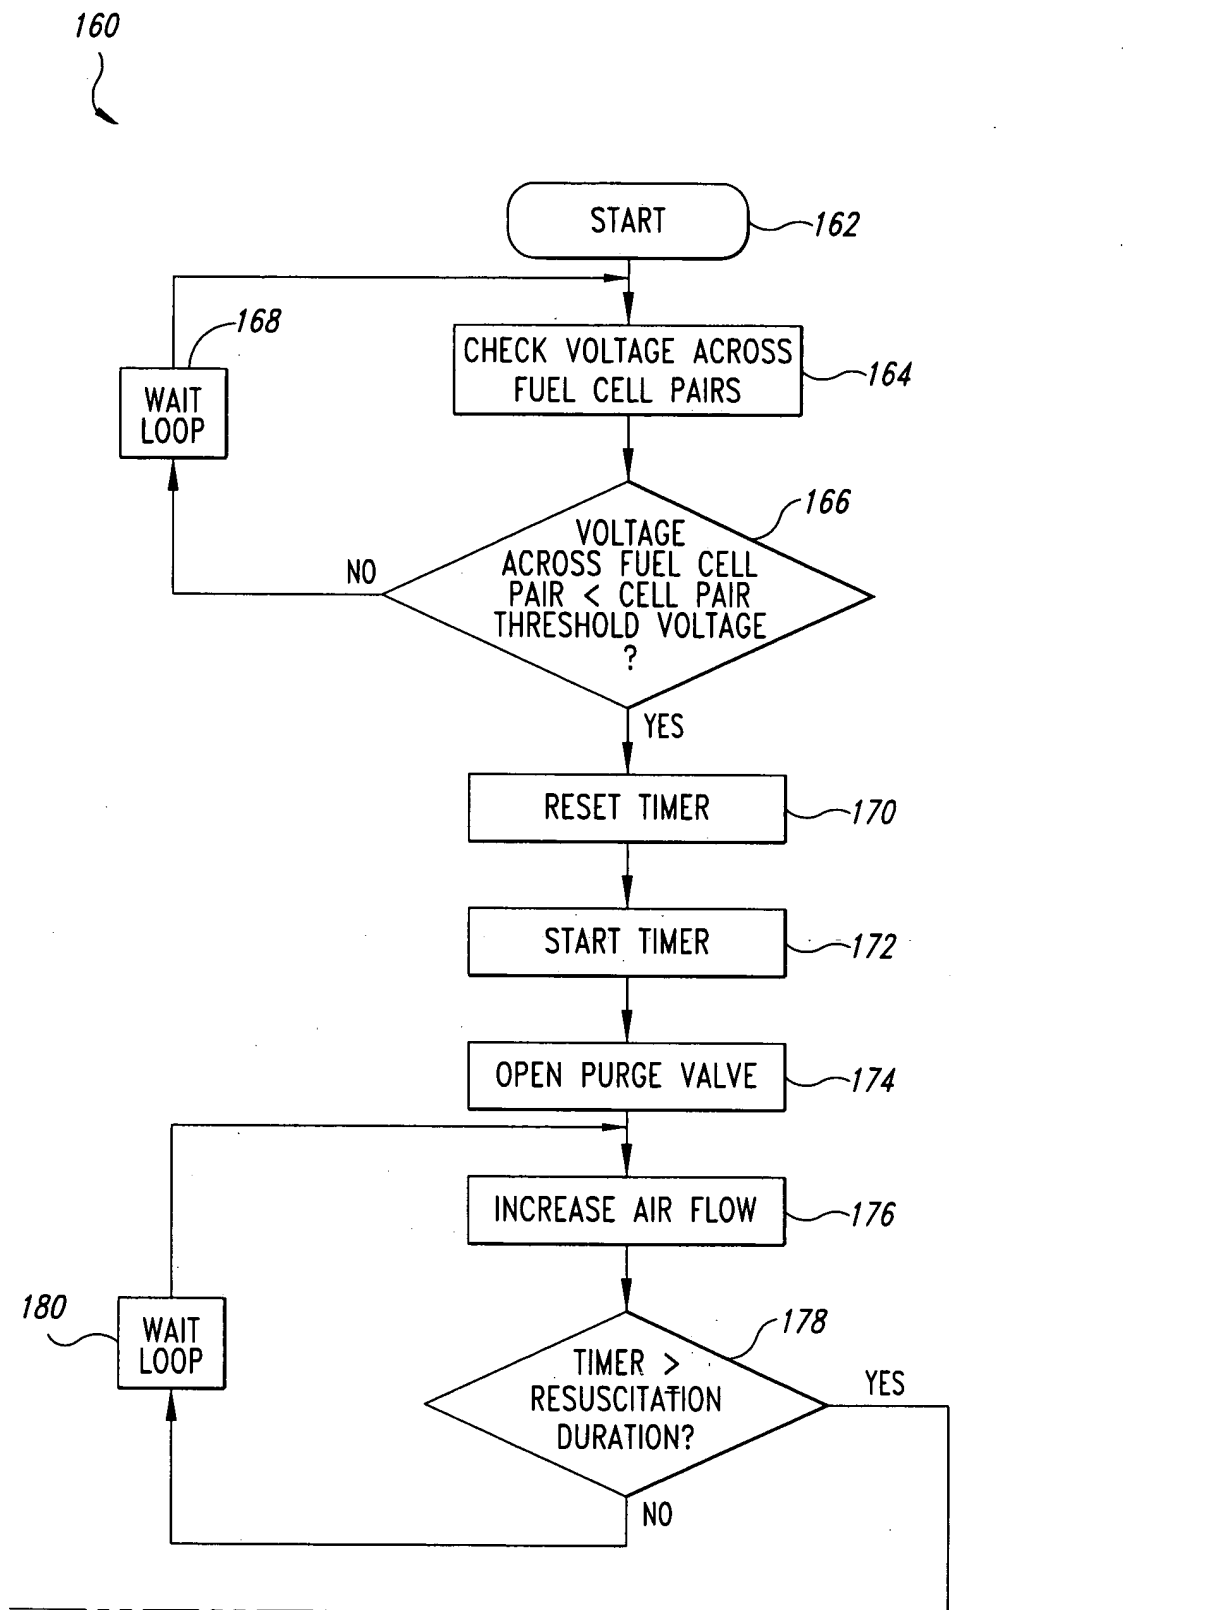 160
START
162
168
CHECK VOLTAGE ACROSS
FUEL CELL PAIRS
164
WAIT
LOOP
166
VOLTAGE
ACROSS FUEL CELL
PAIR < CELL PAIR
THRESHOLD VOLTAGE
?
NO
YES
RESET TIMER
170
START TIMER
172
OPEN PURGE VALVE
174
INCREASE AIR FLOW
176
180
WAIT
LOOP
178
TIMER >
RESUSCITATION
DURATION?
YES
NO